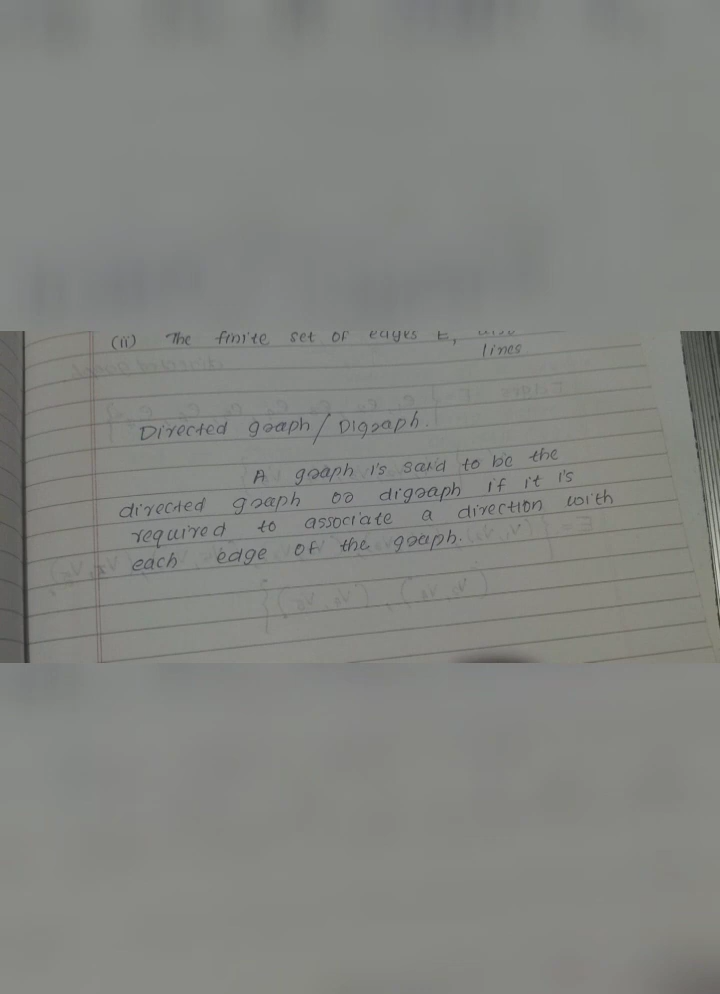 (ii) The finite set of edges E,
lines
Directed graph / Digraph.
A graph is said to be the
directed graph or digraph if it is
required to associate a direction with
each edge of the graph.